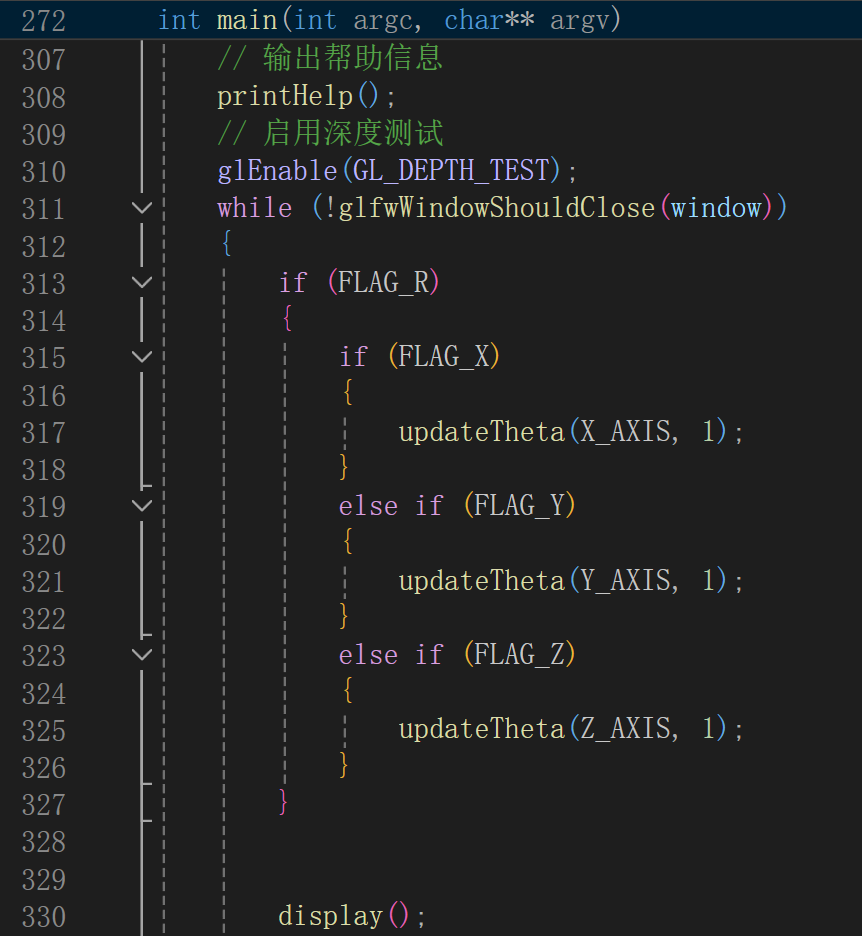 272 int main(int argc, char** argv)
307 // 输出帮助信息
308 printHelp();
309 // 启用深度测试
310 glEnable(GL_DEPTH_TEST);
311 while (!glfwWindowShouldClose(window))
312 {
313 if (FLAG_R)
314 {
315 if (FLAG_X)
316 {
317 updateTheta(X_AXIS, 1);
318 }
319 else if (FLAG_Y)
320 {
321 updateTheta(Y_AXIS, 1);
322 }
323 else if (FLAG_Z)
324 {
325 updateTheta(Z_AXIS, 1);
326 }
327 }
328
329
330 display();